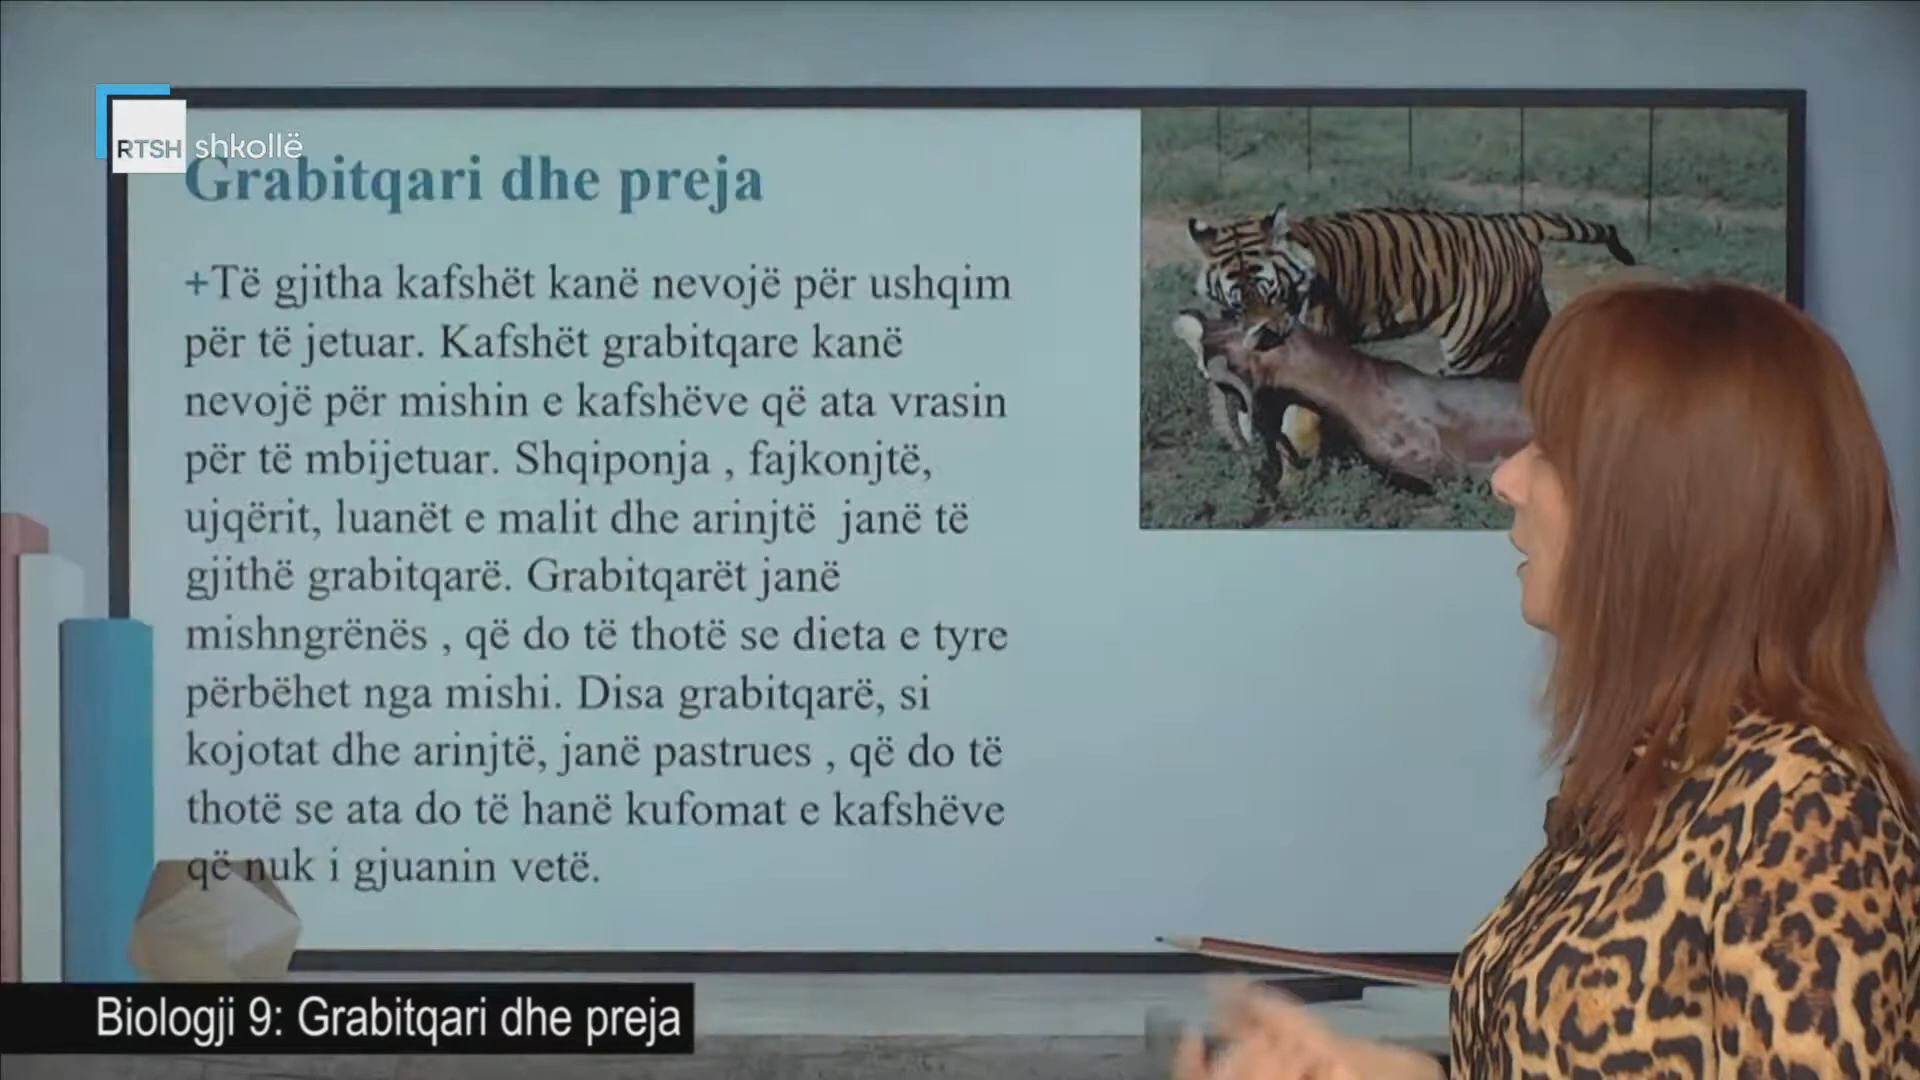 RTSH shkollë
Grabitqari dhe preja
+Të gjitha kafshët kanë nevojë për ushqim
për të jetuar. Kafshët grabitqare kanë
nevojë për mishin e kafshëve që ata vrasin
për të mbijetuar. Shqiponja , fajkonjtë,
ujqërit, luanët e malit dhe arinjtë janë të
gjithë grabitqarë. Grabitqarët janë
mishngrënës , që do të thotë se dieta e tyre
përbëhet nga mishi. Disa grabitqarë, si
kojotat dhe arinjtë, janë pastrues , që do të
thotë se ata do të hanë kufomat e kafshëve
që nuk i gjuanin vetë.
Biologji 9: Grabitqari dhe preja